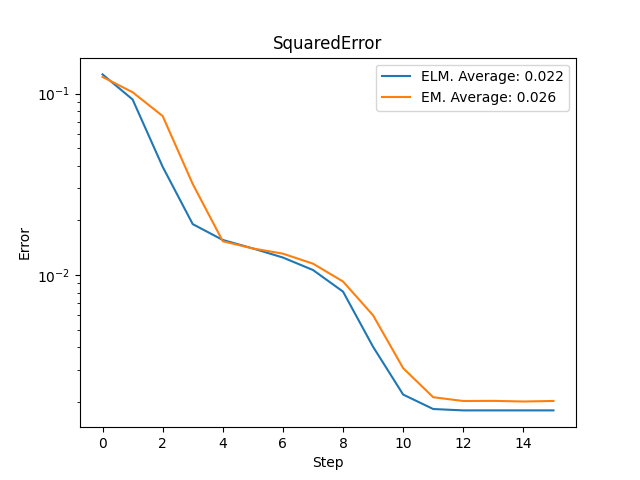 SquaredError
ELM. Average: 0.022
EM. Average: 0.026
10⁻¹
10⁻²
Error
0 2 4 6 8 10 12 14
Step